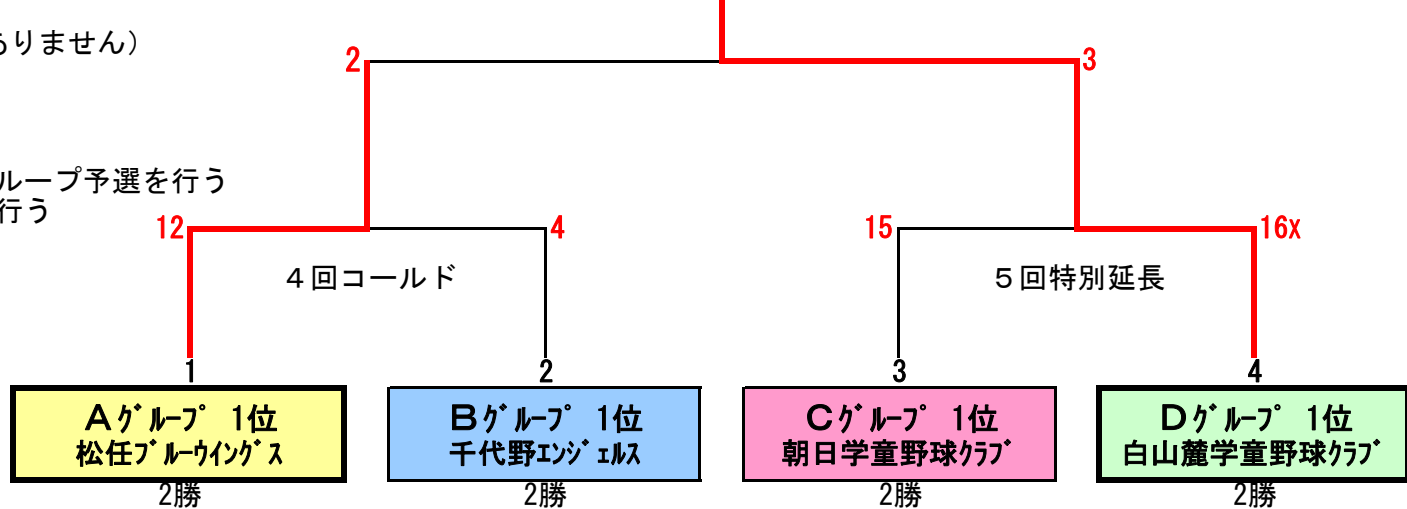 ありません）
2
3
ループ予選を行う
行う
12
4
15
16x
４回コールド
５回特別延長
1
2
3
4
Aｸﾞﾙｰﾌﾟ 1位
松任ﾌﾞﾙｰｳｲﾝｸﾞｽ
2勝
Bｸﾞﾙｰﾌﾟ 1位
千代野ｴﾝｼﾞｪﾙｽ
2勝
Cｸﾞﾙｰﾌﾟ 1位
朝日学童野球ｸﾗﾌﾞ
2勝
Dｸﾞﾙｰﾌﾟ 1位
白山麓学童野球ｸﾗﾌﾞ
2勝